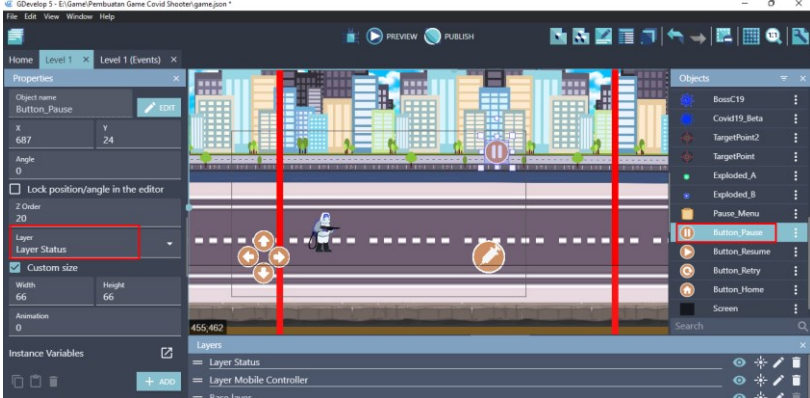 GDevelop 5 - E:\Game\Pembuatan Game Covid Shooter\game.json *
File Edit View Window Help
PREVIEW PUBLISH
Home Level 1 × Level 1 (Events) ×
Properties
Object name
Button_Pause
EDIT
X Y
687 24
Angle
0
Lock position/angle in the editor
Z Order
20
Layer
Layer Status
Custom size
Width Height
66 66
Animation
0
Instance Variables
+ ADD
455;462
Layers
Layer Status
Layer Mobile Controller
Base layer
Objects
BossC19
Covid19_Beta
TargetPoint2
TargetPoint
Exploded_A
Exploded_B
Pause_Menu
Button_Pause
Button_Resume
Button_Retry
Button_Home
Screen
Search